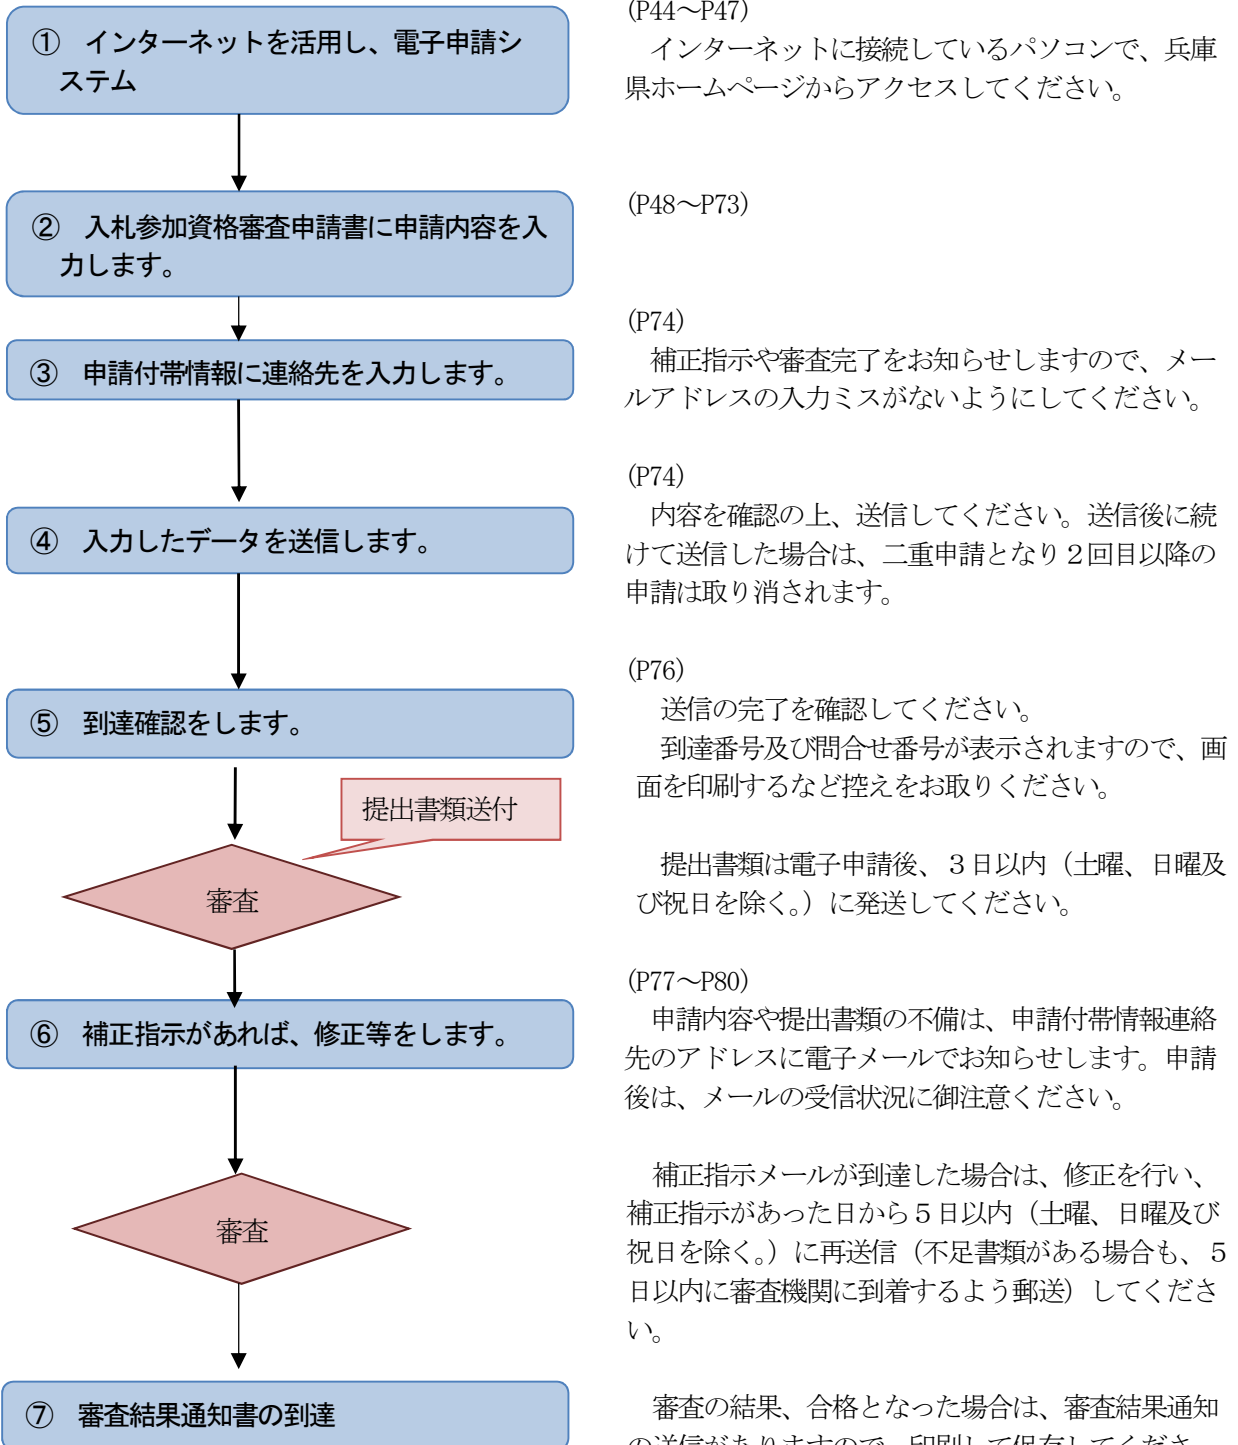 (P44～P47)
① インターネットを活用し、電子申請シ
ステム
インターネットに接続しているパソコンで、兵庫
県ホームページからアクセスしてください。
② 入札参加資格審査申請書に申請内容を入
力します。
(P48～P73)
③ 申請付帯情報に連絡先を入力します。
(P74)
補正指示や審査完了をお知らせしますので、メー
ルアドレスの入力ミスがないようにしてください。
④ 入力したデータを送信します。
(P74)
内容を確認の上、送信してください。送信後に続
けて送信した場合は、二重申請となり２回目以降の
申請は取り消されます。
⑤ 到達確認をします。
(P76)
送信の完了を確認してください。
到達番号及び問合せ番号が表示されますので、画
面を印刷するなど控えをお取りください。
提出書類送付
審査
提出書類は電子申請後、３日以内（土曜、日曜及
び祝日を除く。）に発送してください。
⑥ 補正指示があれば、修正等をします。
(P77～P80)
申請内容や提出書類の不備は、申請付帯情報連絡
先のアドレスに電子メールでお知らせします。申請
後は、メールの受信状況に御注意ください。
審査
補正指示メールが到達した場合は、修正を行い、
補正指示があった日から５日以内（土曜、日曜及び
祝日を除く。）に再送信（不足書類がある場合も、５
日以内に審査機関に到着するよう郵送）してくださ
い。
⑦ 審査結果通知書の到達
審査の結果、合格となった場合は、審査結果通知
の送信がありますので、印刷して保存してくださ